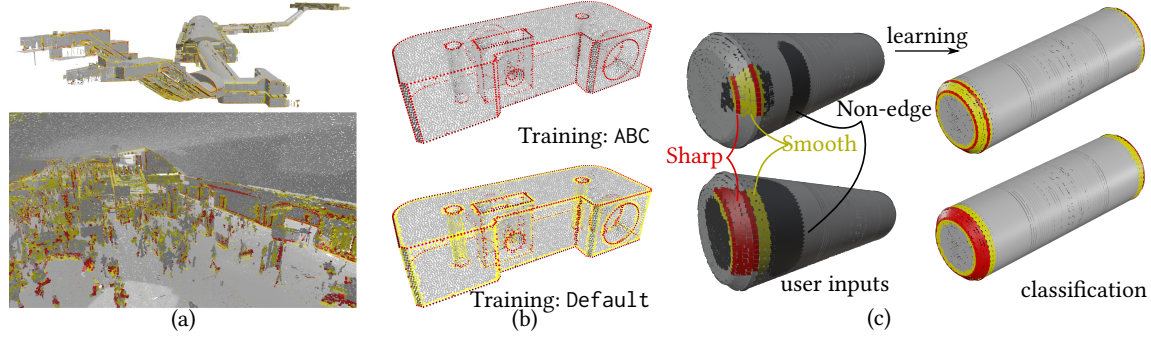 learning
Non-edge
Training: ABC
Sharp
Smooth
Training: Default
user inputs
classification
(a)
(b)
(c)